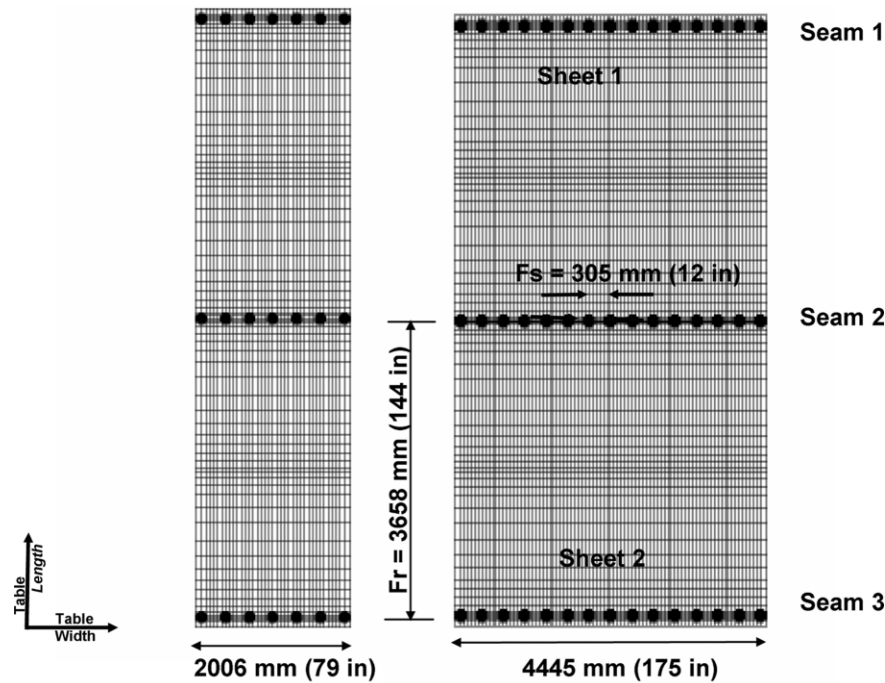 Seam 1
Sheet 1
Fs = 305 mm (12 in)
Seam 2
Fr = 3658 mm (144 in)
Sheet 2
Seam 3
Table
Length
Table
Width
2006 mm (79 in)
4445 mm (175 in)